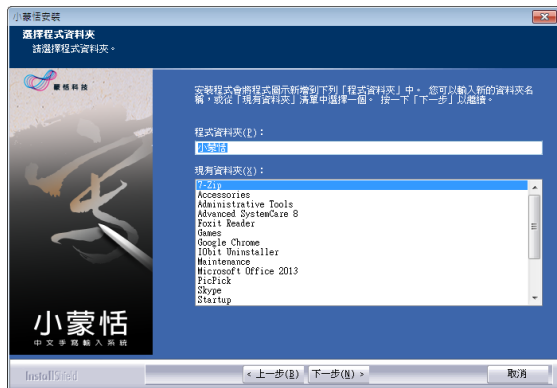 小蒙恬安裝
選擇程式資料夾
請選擇程式資料夾。
蒙恬科技
安裝程式會將程式圖示新增到下列「程式資料夾」中。 您可以輸入新的資料夾名
稱，或從「現有資料夾」清單中選擇一個。 按一下「下一步」以繼續。
程式資料夾(P)：
小蒙恬
現有資料夾(X)：
7-Zip
Accessories
Administrative Tools
Advanced SystemCare 8
Foxit Reader
Games
Google Chrome
IObit Uninstaller
Maintenance
Microsoft Office 2013
PicPick
Skype
Startup
小蒙恬
中文手寫輸入系統
InstallShield
< 上一步(B)
下一步(N) >
取消